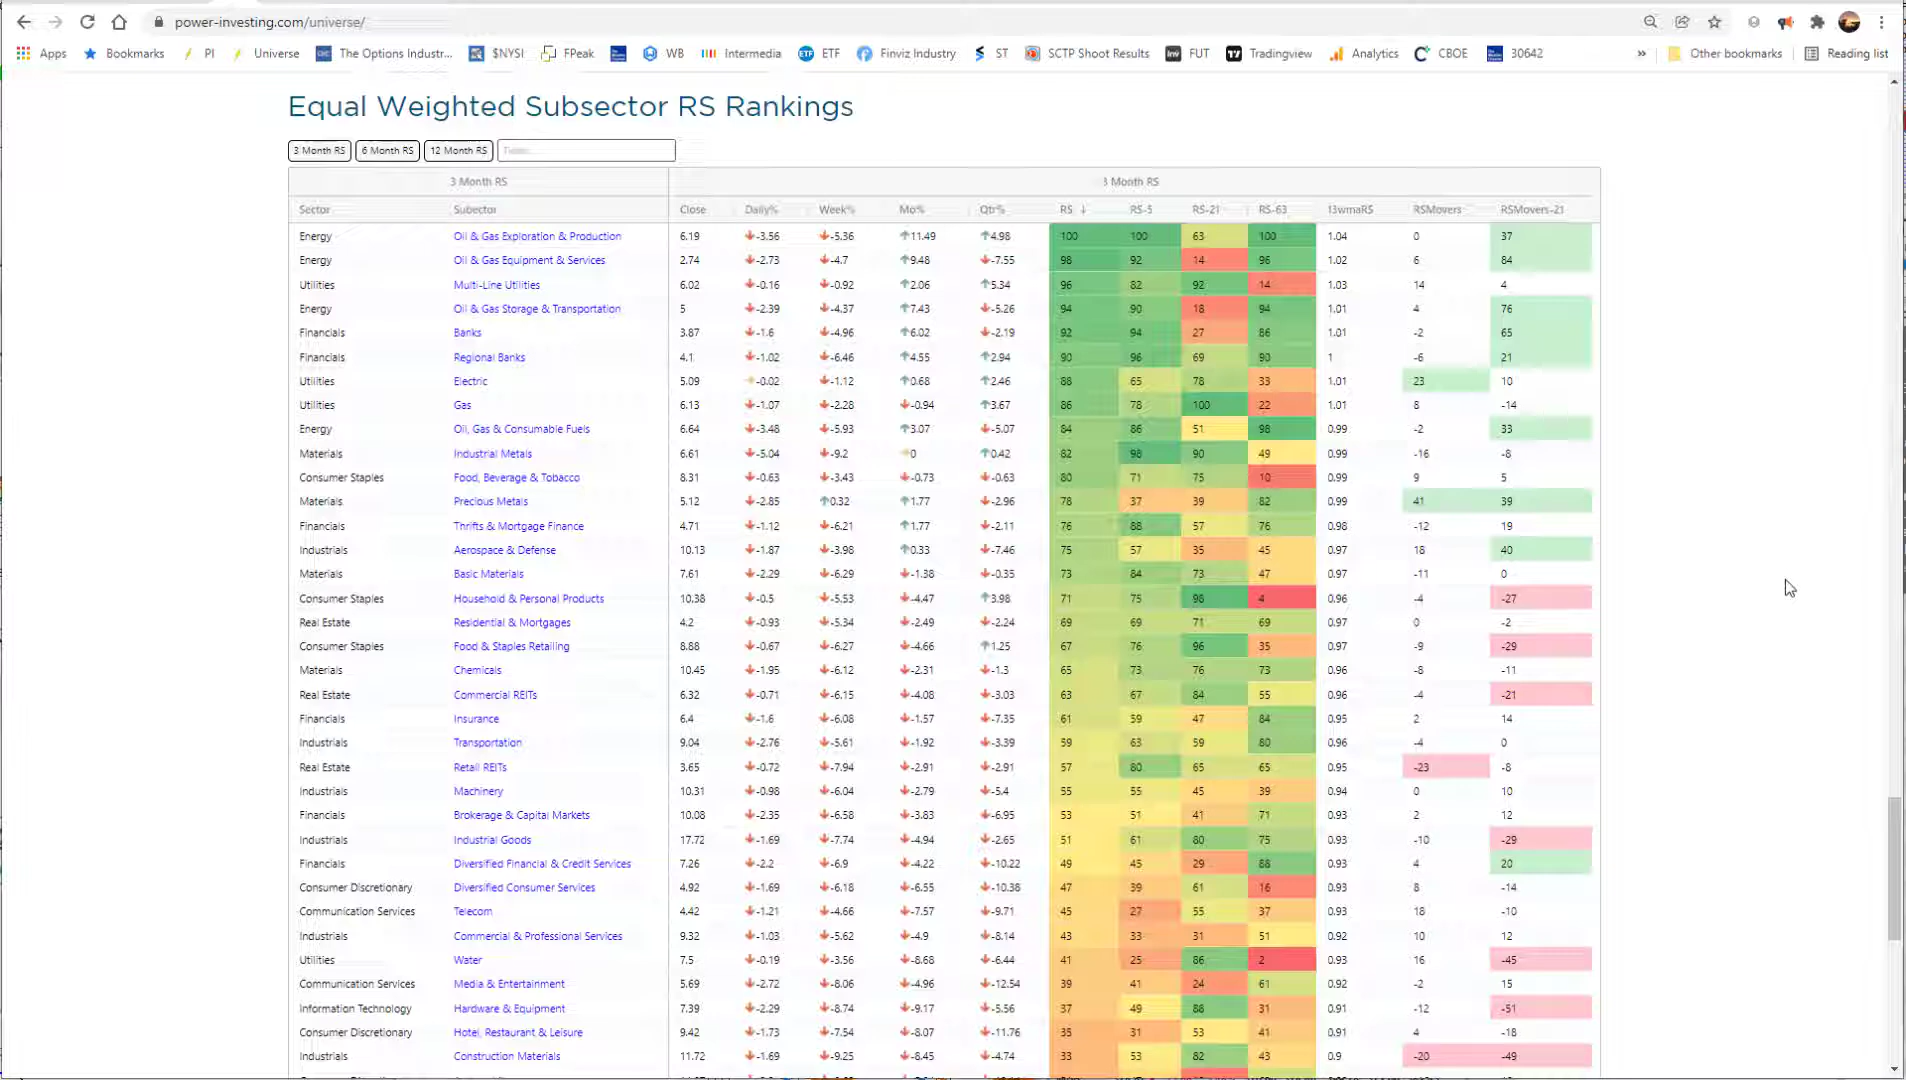 power-investing.com/universe/
Apps Bookmarks PI Universe The Options Industr... $NYSI FPeak WB Intermedia ETF Finviz Industry ST SCTP Shoot Results FUT Tradingview Analytics CBOE 30642 » Other bookmarks Reading list
Equal Weighted Subsector RS Rankings
3 Month RS 6 Month RS 12 Month RS
3 Month RS 3 Month RS
Sector Subector Close Daily% Week% Mo% Qtr% RS ↓ RS-5 RS-21 RS-63 13wmaRS RSMovers RSMovers-21
Energy Oil & Gas Exploration & Production 6.19 -3.56 -5.36 11.49 4.98 100 100 63 100 1.04 0 37
Energy Oil & Gas Equipment & Services 2.74 -2.73 -4.7 9.48 -7.55 98 92 14 96 1.02 6 84
Utilities Multi-Line Utilities 6.02 -0.16 -0.92 2.06 5.34 96 82 92 14 1.03 14 4
Energy Oil & Gas Storage & Transportation 5 -2.39 -4.37 7.43 -5.26 94 90 18 94 1.01 4 76
Financials Banks 3.87 -1.6 -4.96 6.02 -2.19 92 94 27 86 1.01 -2 65
Financials Regional Banks 4.1 -1.02 -6.46 4.55 2.94 90 96 69 90 1 -6 21
Utilities Electric 5.09 -0.02 -1.12 0.68 2.46 88 65 78 33 1.01 23 10
Utilities Gas 6.13 -1.07 -2.28 -0.94 3.67 86 78 100 22 1.01 8 -14
Energy Oil, Gas & Consumable Fuels 6.64 -3.48 -5.93 3.07 -5.07 84 86 51 98 0.99 -2 33
Materials Industrial Metals 6.61 -5.04 -9.2 0 0.42 82 98 90 49 0.99 -16 -8
Consumer Staples Food, Beverage & Tobacco 8.31 -0.63 -3.43 -0.73 -0.63 80 71 75 10 0.99 9 5
Materials Precious Metals 5.12 -2.85 0.32 1.77 -2.96 78 37 39 82 0.99 41 39
Financials Thrifts & Mortgage Finance 4.71 -1.12 -6.21 1.77 -2.11 76 88 57 76 0.98 -12 19
Industrials Aerospace & Defense 10.13 -1.87 -3.98 0.33 -7.46 75 57 35 45 0.97 18 40
Materials Basic Materials 7.61 -2.29 -6.29 -1.38 -0.35 73 84 73 47 0.97 -11 0
Consumer Staples Household & Personal Products 10.38 -0.5 -5.53 -4.47 3.98 71 75 98 4 0.96 -4 -27
Real Estate Residential & Mortgages 4.2 -0.93 -5.34 -2.49 -2.24 69 69 71 69 0.97 0 -2
Consumer Staples Food & Staples Retailing 8.88 -0.67 -6.27 -4.66 1.25 67 76 96 35 0.97 -9 -29
Materials Chemicals 10.45 -1.95 -6.12 -2.31 -1.3 65 73 76 73 0.96 -8 -11
Real Estate Commercial REITs 6.32 -0.71 -6.15 -4.08 -3.03 63 67 84 55 0.96 -4 -21
Financials Insurance 6.4 -1.6 -6.08 -1.57 -7.35 61 59 47 84 0.95 2 14
Industrials Transportation 9.04 -2.76 -5.61 -1.92 -3.39 59 63 59 80 0.96 -4 0
Real Estate Retail REITs 3.65 -0.72 -7.94 -2.91 -2.91 57 80 65 65 0.95 -23 -8
Industrials Machinery 10.31 -0.98 -6.04 -2.79 -5.4 55 55 45 39 0.94 0 10
Financials Brokerage & Capital Markets 10.08 -2.35 -6.58 -3.83 -6.95 53 51 41 71 0.93 2 12
Industrials Industrial Goods 17.72 -1.69 -7.74 -4.94 -2.65 51 61 80 75 0.93 -10 -29
Financials Diversified Financial & Credit Services 7.26 -2.2 -6.9 -4.22 -10.22 49 45 29 88 0.93 4 20
Consumer Discretionary Diversified Consumer Services 4.92 -1.69 -6.18 -6.55 -10.38 47 39 61 16 0.93 8 -14
Communication Services Telecom 4.42 -1.21 -4.66 -7.57 -9.71 45 27 55 37 0.93 18 -10
Industrials Commercial & Professional Services 9.32 -1.03 -5.62 -4.9 -8.14 43 33 31 51 0.92 10 12
Utilities Water 7.5 -0.19 -3.56 -8.68 -6.44 41 25 86 2 0.93 16 -45
Communication Services Media & Entertainment 5.69 -2.72 -8.06 -4.96 -12.54 39 41 24 61 0.92 -2 15
Information Technology Hardware & Equipment 7.39 -2.29 -8.74 -9.17 -5.56 37 49 88 31 0.91 -12 -51
Consumer Discretionary Hotel, Restaurant & Leisure 9.42 -1.73 -7.54 -8.07 -11.76 35 31 53 41 0.91 4 -18
Industrials Construction Materials 11.72 -1.69 -9.25 -8.45 -4.74 33 53 82 43 0.9 -20 -49